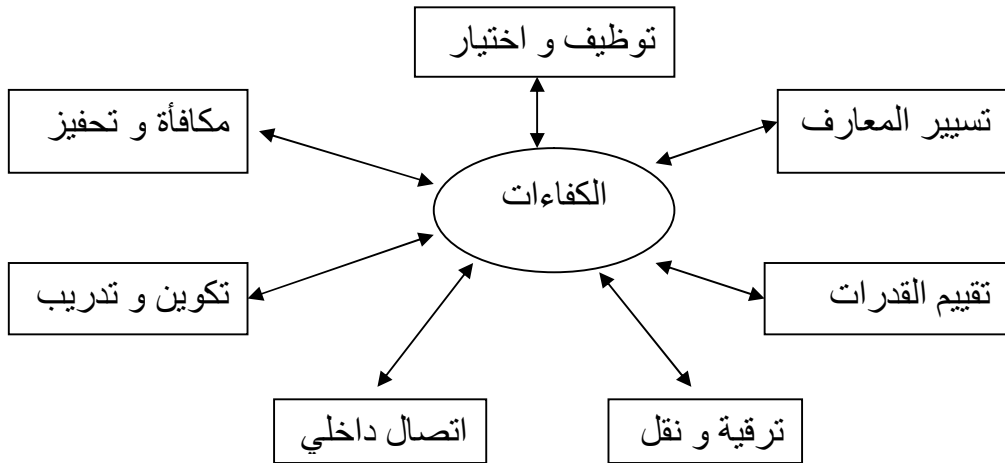 توظيف و اختيار
تسيير المعارف
مكافأة و تحفيز
الكفاءات
تقييم القدرات
تكوين و تدريب
ترقية و نقل
اتصال داخلي